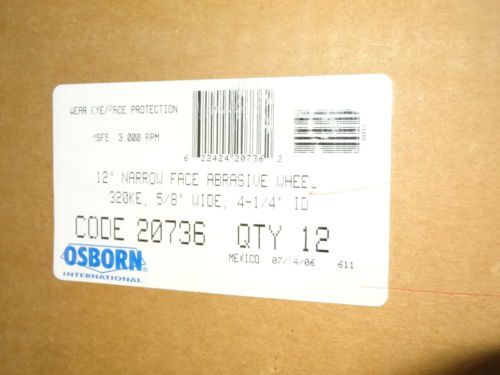 WEAR EYE/FACE PROTECTION
MSFS 3,000 RPM
6 22424 20736 2
12" NARROW FACE ABRASIVE WHEEL
320KE, 5/8" WIDE, 4-1/4" ID
CODE 20736 QTY 12
OSBORN®
INTERNATIONAL
MEXICO 611